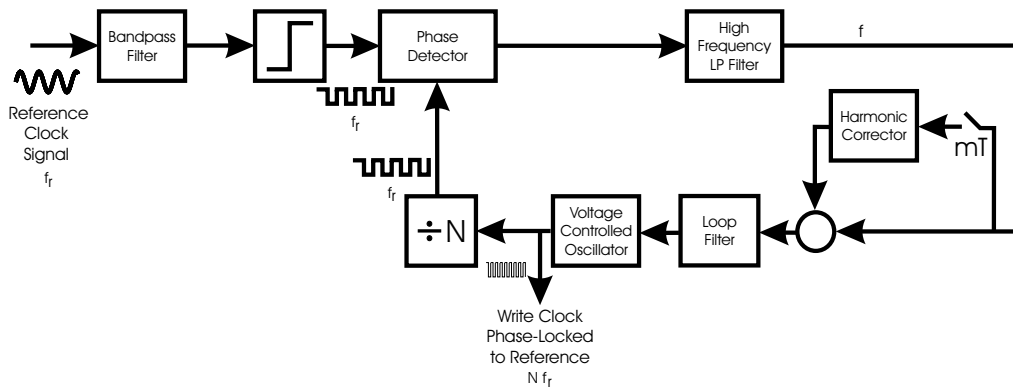 Bandpass
Filter
Phase
Detector
High
Frequency
LP Filter
f
Reference
Clock
Signal
fr
fr
Harmonic
Corrector
mT
fr
÷N
Voltage
Controlled
Oscillator
Loop
Filter
Write Clock
Phase-Locked
to Reference
N fr